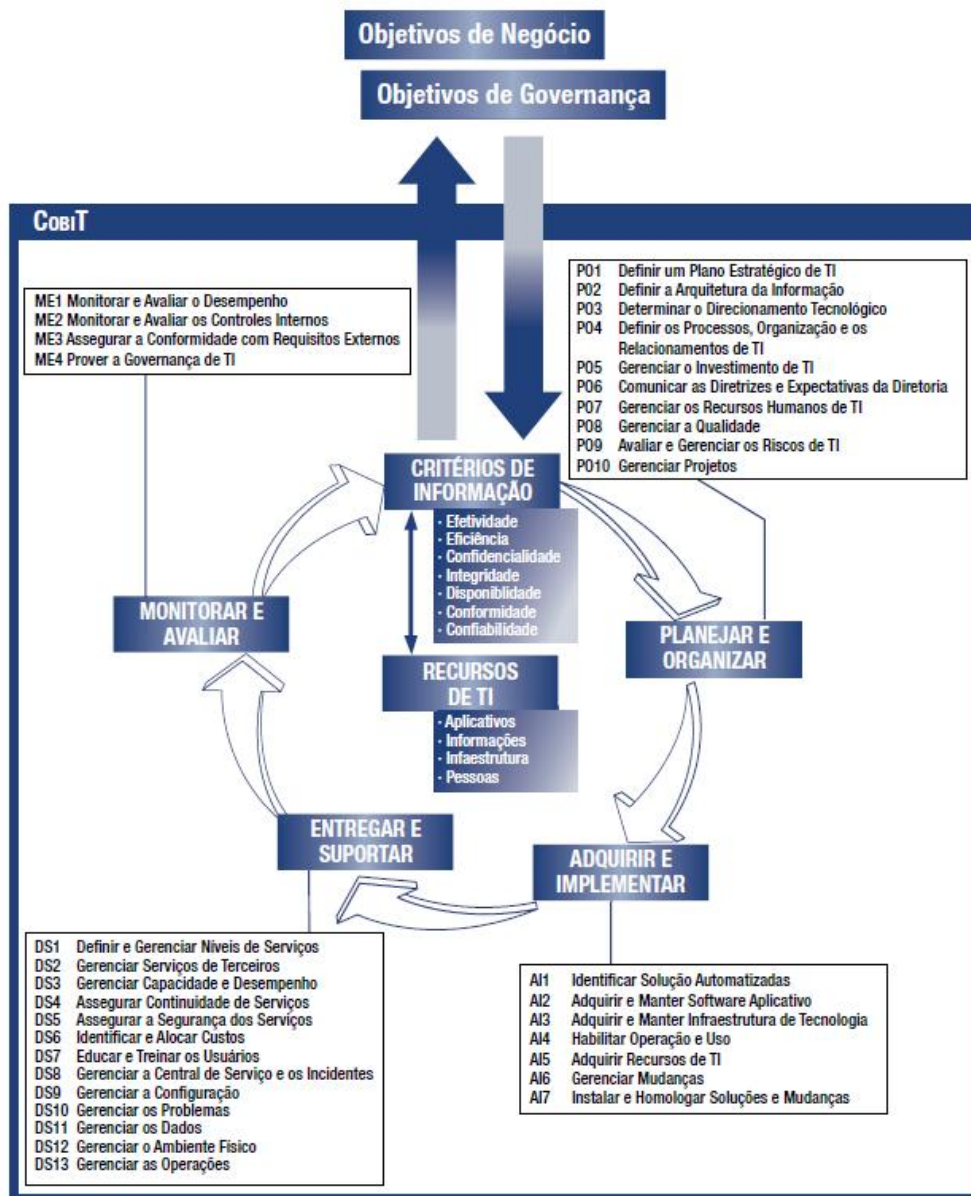 Objetivos de Negócio
Objetivos de Governança
COBIT
ME1 Monitorar e Avaliar o Desempenho
ME2 Monitorar e Avaliar os Controles Internos
ME3 Assegurar a Conformidade com Requisitos Externos
ME4 Prover a Governança de TI
PO1 Definir um Plano Estratégico de TI
PO2 Definir a Arquitetura da Informação
PO3 Determinar o Direcionamento Tecnológico
PO4 Definir os Processos, Organização e os
Relacionamentos de TI
PO5 Gerenciar o Investimento de TI
PO6 Comunicar as Diretrizes e Expectativas da Diretoria
PO7 Gerenciar os Recursos Humanos de TI
PO8 Gerenciar a Qualidade
PO9 Avaliar e Gerenciar os Riscos de TI
PO10 Gerenciar Projetos
CRITÉRIOS DE
INFORMAÇÃO
· Efetividade
· Eficiência
· Confidencialidade
· Integridade
· Disponiblidade
· Conformidade
· Confiabilidade
MONITORAR E
AVALIAR
PLANEJAR E
ORGANIZAR
RECURSOS
DE TI
· Aplicativos
· Informações
· Infaestrutura
· Pessoas
ENTREGAR E
SUPORTAR
ADQUIRIR E
IMPLEMENTAR
DS1 Definir e Gerenciar Níveis de Serviços
DS2 Gerenciar Serviços de Terceiros
DS3 Gerenciar Capacidade e Desempenho
DS4 Assegurar Continuidade de Serviços
DS5 Assegurar a Segurança dos Serviços
DS6 Identificar e Alocar Custos
DS7 Educar e Treinar os Usuários
DS8 Gerenciar a Central de Serviço e os Incidentes
DS9 Gerenciar a Configuração
DS10 Gerenciar os Problemas
DS11 Gerenciar os Dados
DS12 Gerenciar o Ambiente Físico
DS13 Gerenciar as Operações
AI1 Identificar Solução Automatizadas
AI2 Adquirir e Manter Software Aplicativo
AI3 Adquirir e Manter Infraestrutura de Tecnologia
AI4 Habilitar Operação e Uso
AI5 Adquirir Recursos de TI
AI6 Gerenciar Mudanças
AI7 Instalar e Homologar Soluções e Mudanças